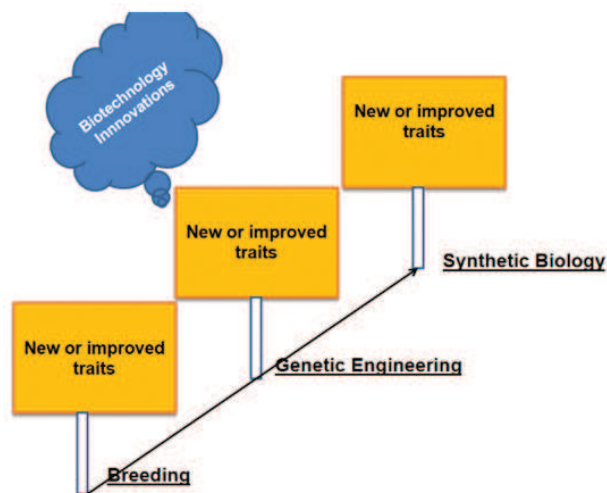 Biotechnology
Innnovations
New or improved
traits
New or improved
traits
Synthetic Biology
New or improved
traits
Genetic Engineering
Breeding